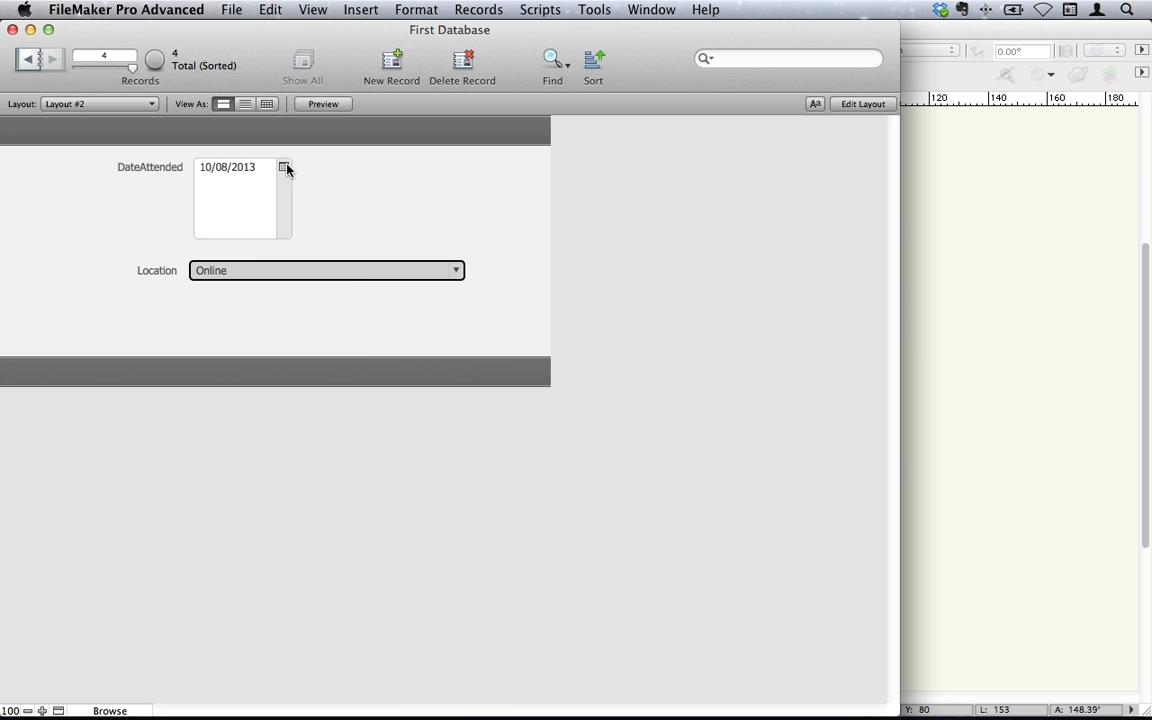 FileMaker Pro Advanced File Edit View Insert Format Records Scripts Tools Window Help
First Database
4
4
Total (Sorted)
Records
Show All
New Record
Delete Record
Find
Sort
0.00°
Layout: Layout #2
View As:
Preview
Aa
Edit Layout
120 140 160 180
DateAttended 10/08/2013
Location Online
100
Browse
Y: 80 L: 153 A: 148.39°